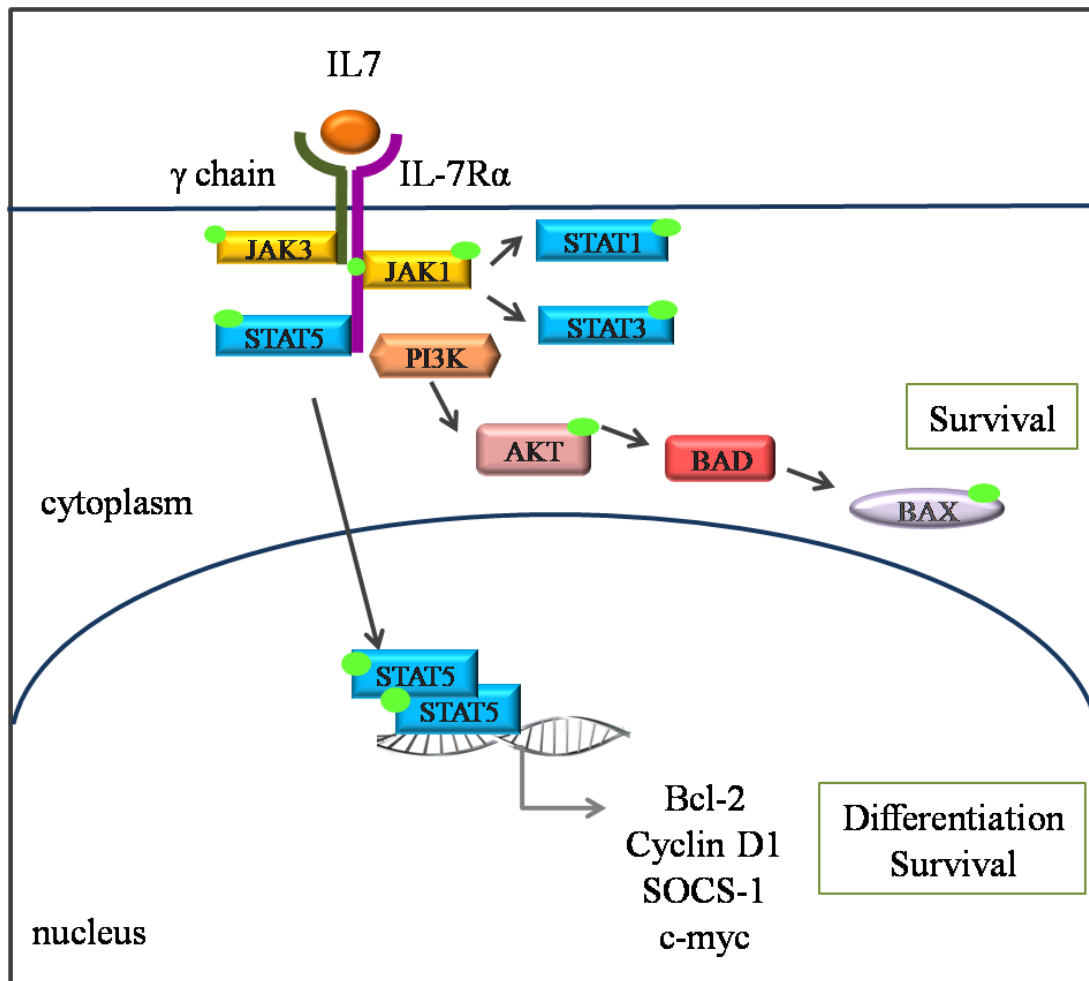 IL7
γ chain
IL-7Rα
JAK3
JAK1
STAT1
STAT5
STAT3
PI3K
AKT
BAD
BAX
Survival
cytoplasm
STAT5
STAT5
Bcl-2
Cyclin D1
SOCS-1
c-myc
Differentiation
Survival
nucleus